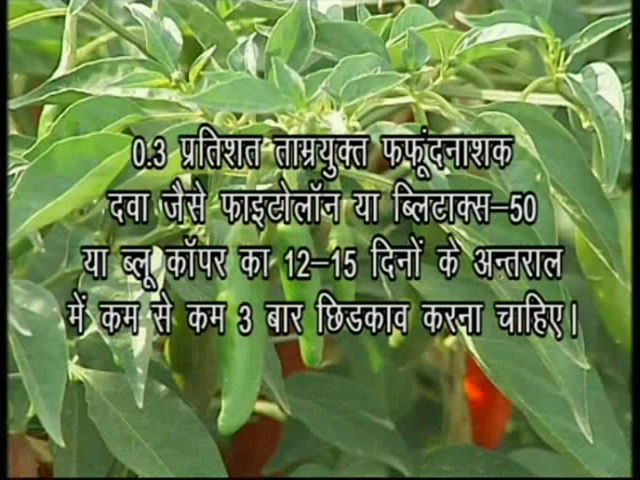 0.3 प्रतिशत ताम्रयुक्त फफूंदनाशक
दवा जैसे फाइटोलॉन या ब्लिटाक्स–50
या ब्लू कॉपर का 12–15 दिनों के अन्तराल
में कम से कम 3 बार छिडकाव करना चाहिए।